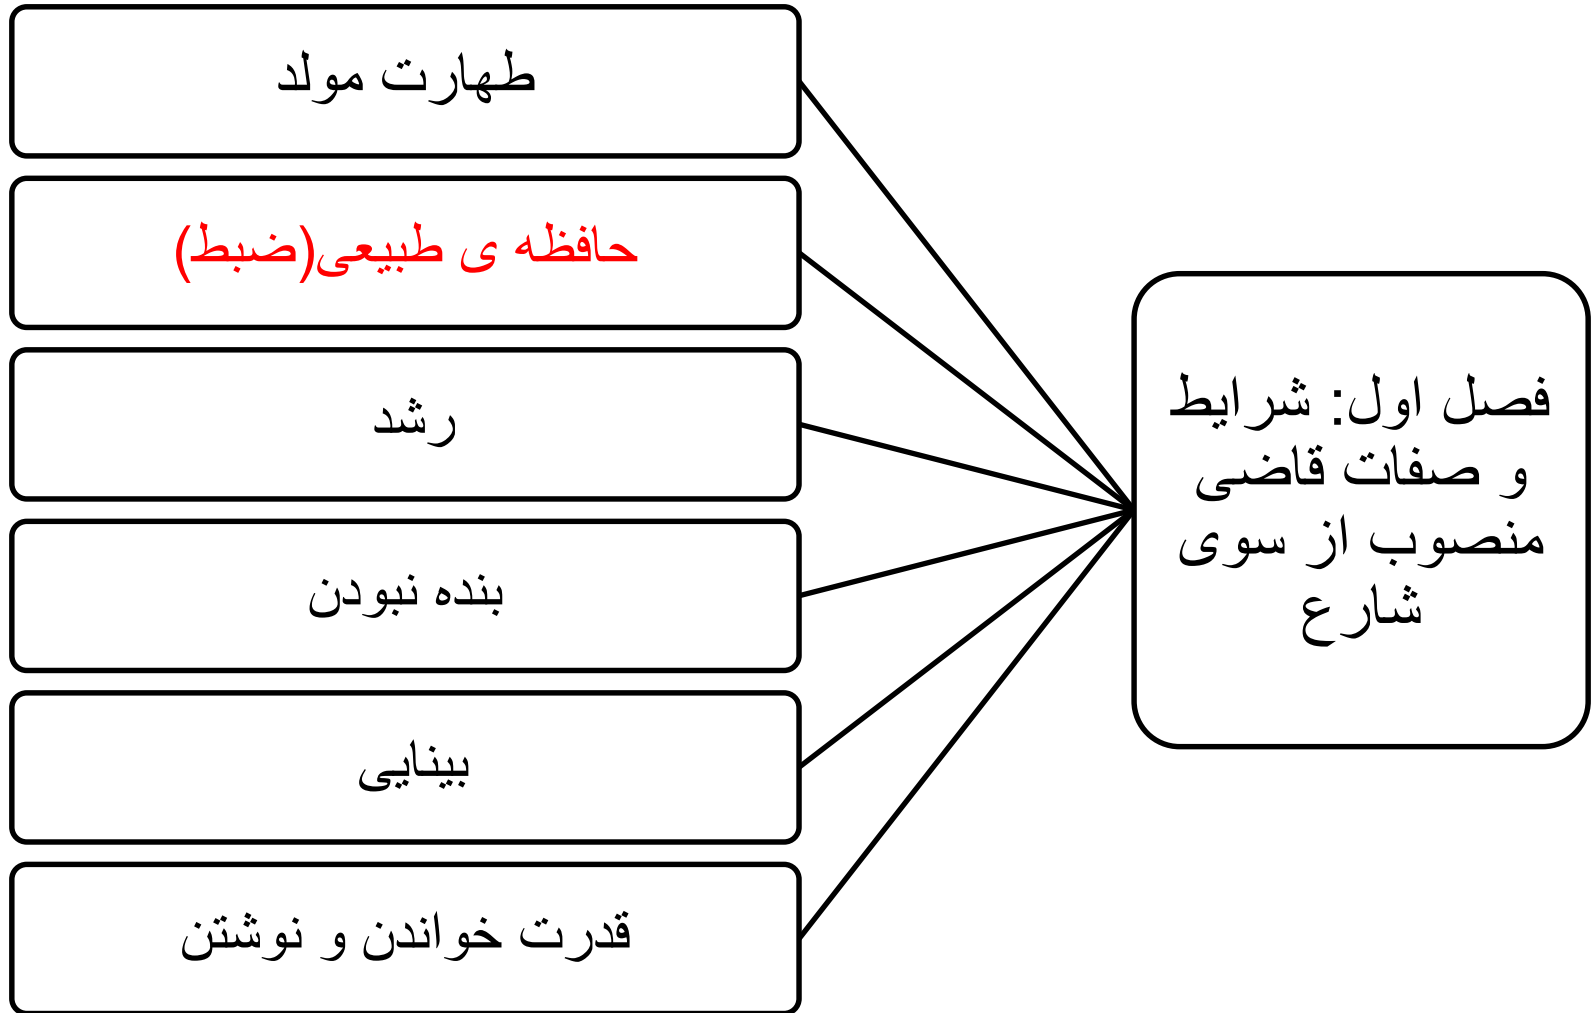 فصل اول: شرایط
و صفات قاضی
منصوب از سوی
شارع
طهارت مولد
حافظه ی طبیعی(ضبط)
رشد
بنده نبودن
بینایی
قدرت خواندن و نوشتن